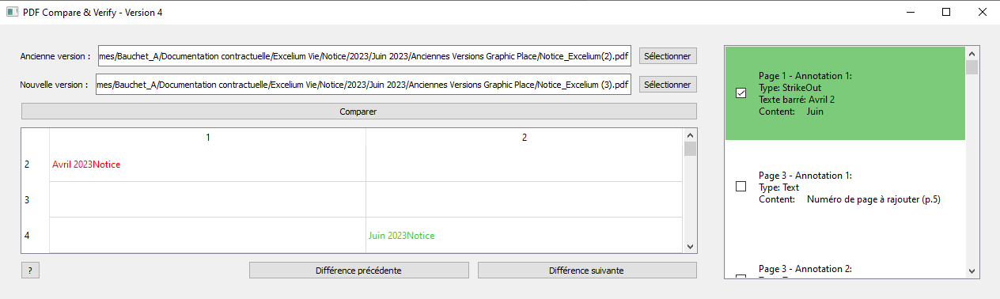 PDF Compare & Verify - Version 4
Ancienne version :
mes/Bauchet_A/Documentation contractuelle/Excelium Vie/Notice/2023/Juin 2023/Anciennes Versions Graphic Place/Notice_Excelium(2).pdf
Sélectionner
Nouvelle version :
mes/Bauchet_A/Documentation contractuelle/Excelium Vie/Notice/2023/Juin 2023/Anciennes Versions Graphic Place/Notice_Excelium (3).pdf
Sélectionner
Comparer
1 2
2 Avril 2023Notice
3
4 Juin 2023Notice
? Différence précédente Différence suivante
Page 1 - Annotation 1:
Type: StrikeOut
Texte barré: Avril 2
Content: Juin
Page 3 - Annotation 1:
Type: Text
Content: Numéro de page à rajouter (p.5)
Page 3 - Annotation 2: